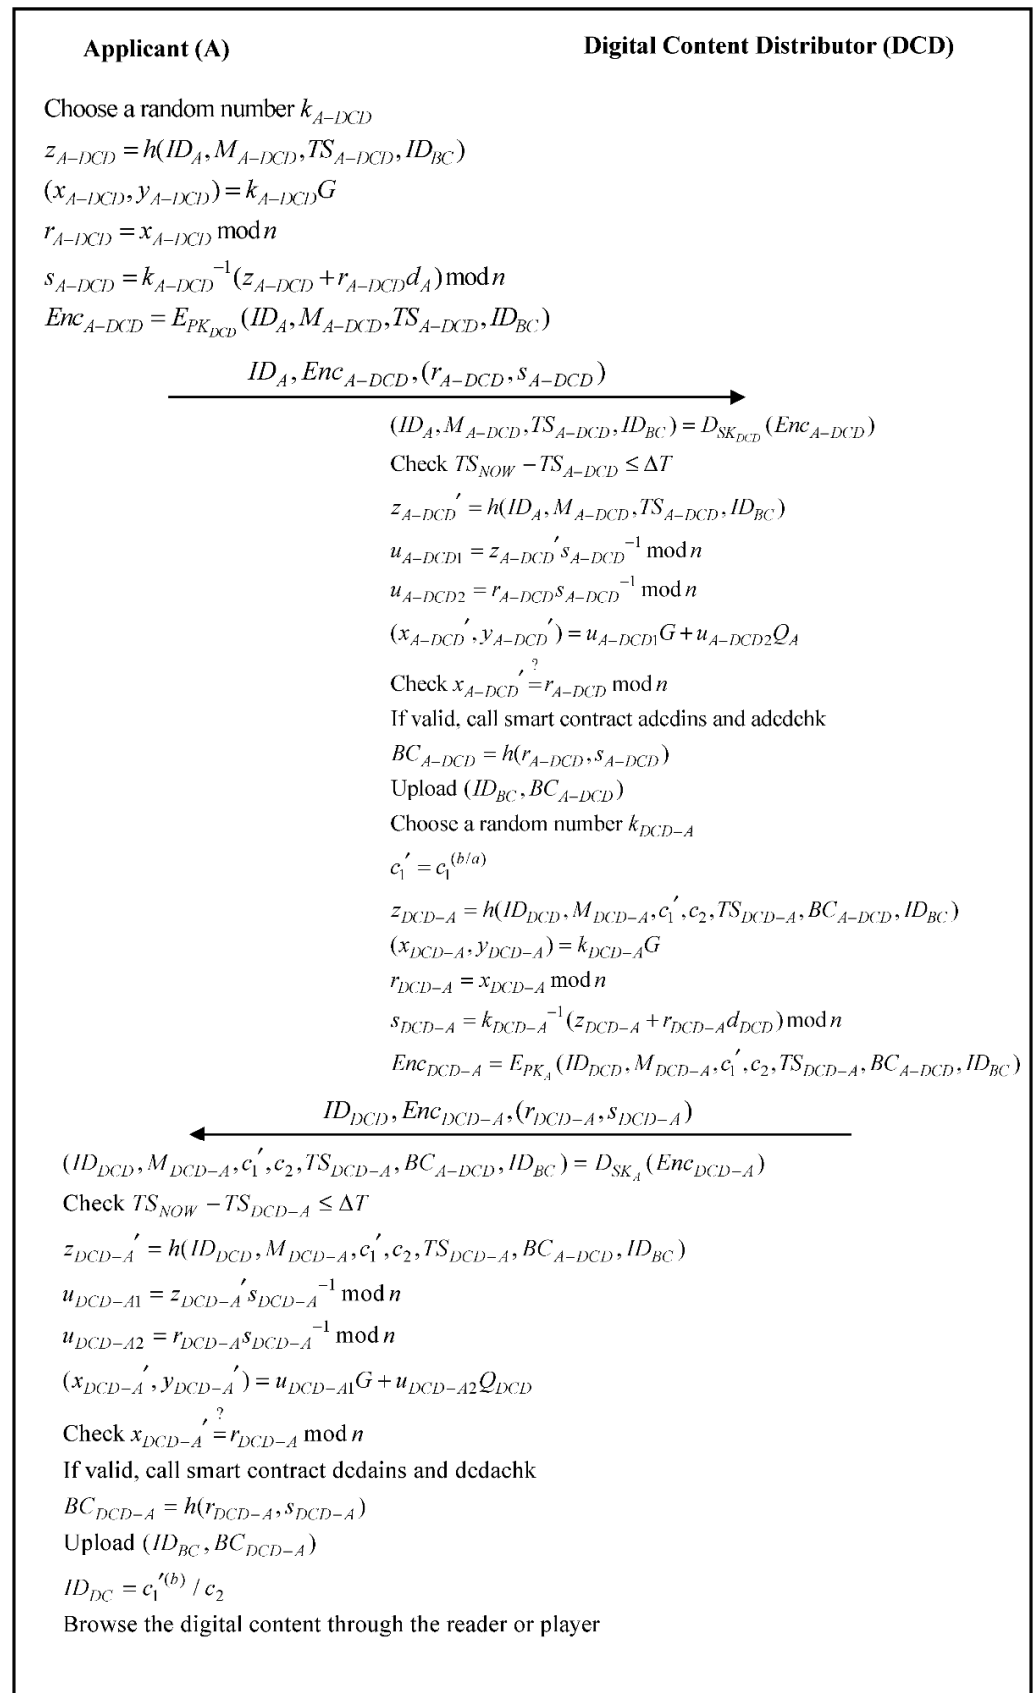 Applicant (A) Digital Content Distributor (DCD)
Choose a random number k_{A-DCD}
z_{A-DCD} = h(ID_A, M_{A-DCD}, TS_{A-DCD}, ID_{BC})
(x_{A-DCD}, y_{A-DCD}) = k_{A-DCD}G
r_{A-DCD} = x_{A-DCD} mod n
s_{A-DCD} = k_{A-DCD}^{-1}(z_{A-DCD} + r_{A-DCD}d_A) mod n
Enc_{A-DCD} = E_{PK_{DCD}}(ID_A, M_{A-DCD}, TS_{A-DCD}, ID_{BC})
ID_A, Enc_{A-DCD}, (r_{A-DCD}, s_{A-DCD})
(ID_A, M_{A-DCD}, TS_{A-DCD}, ID_{BC}) = D_{SK_{DCD}}(Enc_{A-DCD})
Check TS_{NOW} - TS_{A-DCD} ≤ ΔT
z_{A-DCD}' = h(ID_A, M_{A-DCD}, TS_{A-DCD}, ID_{BC})
u_{A-DCD1} = z_{A-DCD}' s_{A-DCD}^{-1} mod n
u_{A-DCD2} = r_{A-DCD} s_{A-DCD}^{-1} mod n
(x_{A-DCD}', y_{A-DCD}') = u_{A-DCD1}G + u_{A-DCD2}Q_A
Check x_{A-DCD}' =? r_{A-DCD} mod n
If valid, call smart contract adcdins and adcdchk
BC_{A-DCD} = h(r_{A-DCD}, s_{A-DCD})
Upload (ID_{BC}, BC_{A-DCD})
Choose a random number k_{DCD-A}
c_1' = c_1^{(b/a)}
z_{DCD-A} = h(ID_{DCD}, M_{DCD-A}, c_1', c_2, TS_{DCD-A}, BC_{A-DCD}, ID_{BC})
(x_{DCD-A}, y_{DCD-A}) = k_{DCD-A}G
r_{DCD-A} = x_{DCD-A} mod n
s_{DCD-A} = k_{DCD-A}^{-1}(z_{DCD-A} + r_{DCD-A}d_{DCD}) mod n
Enc_{DCD-A} = E_{PK_A}(ID_{DCD}, M_{DCD-A}, c_1', c_2, TS_{DCD-A}, BC_{A-DCD}, ID_{BC})
ID_{DCD}, Enc_{DCD-A}, (r_{DCD-A}, s_{DCD-A})
(ID_{DCD}, M_{DCD-A}, c_1', c_2, TS_{DCD-A}, BC_{A-DCD}, ID_{BC}) = D_{SK_A}(Enc_{DCD-A})
Check TS_{NOW} - TS_{DCD-A} ≤ ΔT
z_{DCD-A}' = h(ID_{DCD}, M_{DCD-A}, c_1', c_2, TS_{DCD-A}, BC_{A-DCD}, ID_{BC})
u_{DCD-A1} = z_{DCD-A}' s_{DCD-A}^{-1} mod n
u_{DCD-A2} = r_{DCD-A} s_{DCD-A}^{-1} mod n
(x_{DCD-A}', y_{DCD-A}') = u_{DCD-A1}G + u_{DCD-A2}Q_{DCD}
Check x_{DCD-A}' =? r_{DCD-A} mod n
If valid, call smart contract dcdains and dcdachk
BC_{DCD-A} = h(r_{DCD-A}, s_{DCD-A})
Upload (ID_{BC}, BC_{DCD-A})
ID_{DC} = c_1'^{(b)} / c_2
Browse the digital content through the reader or player